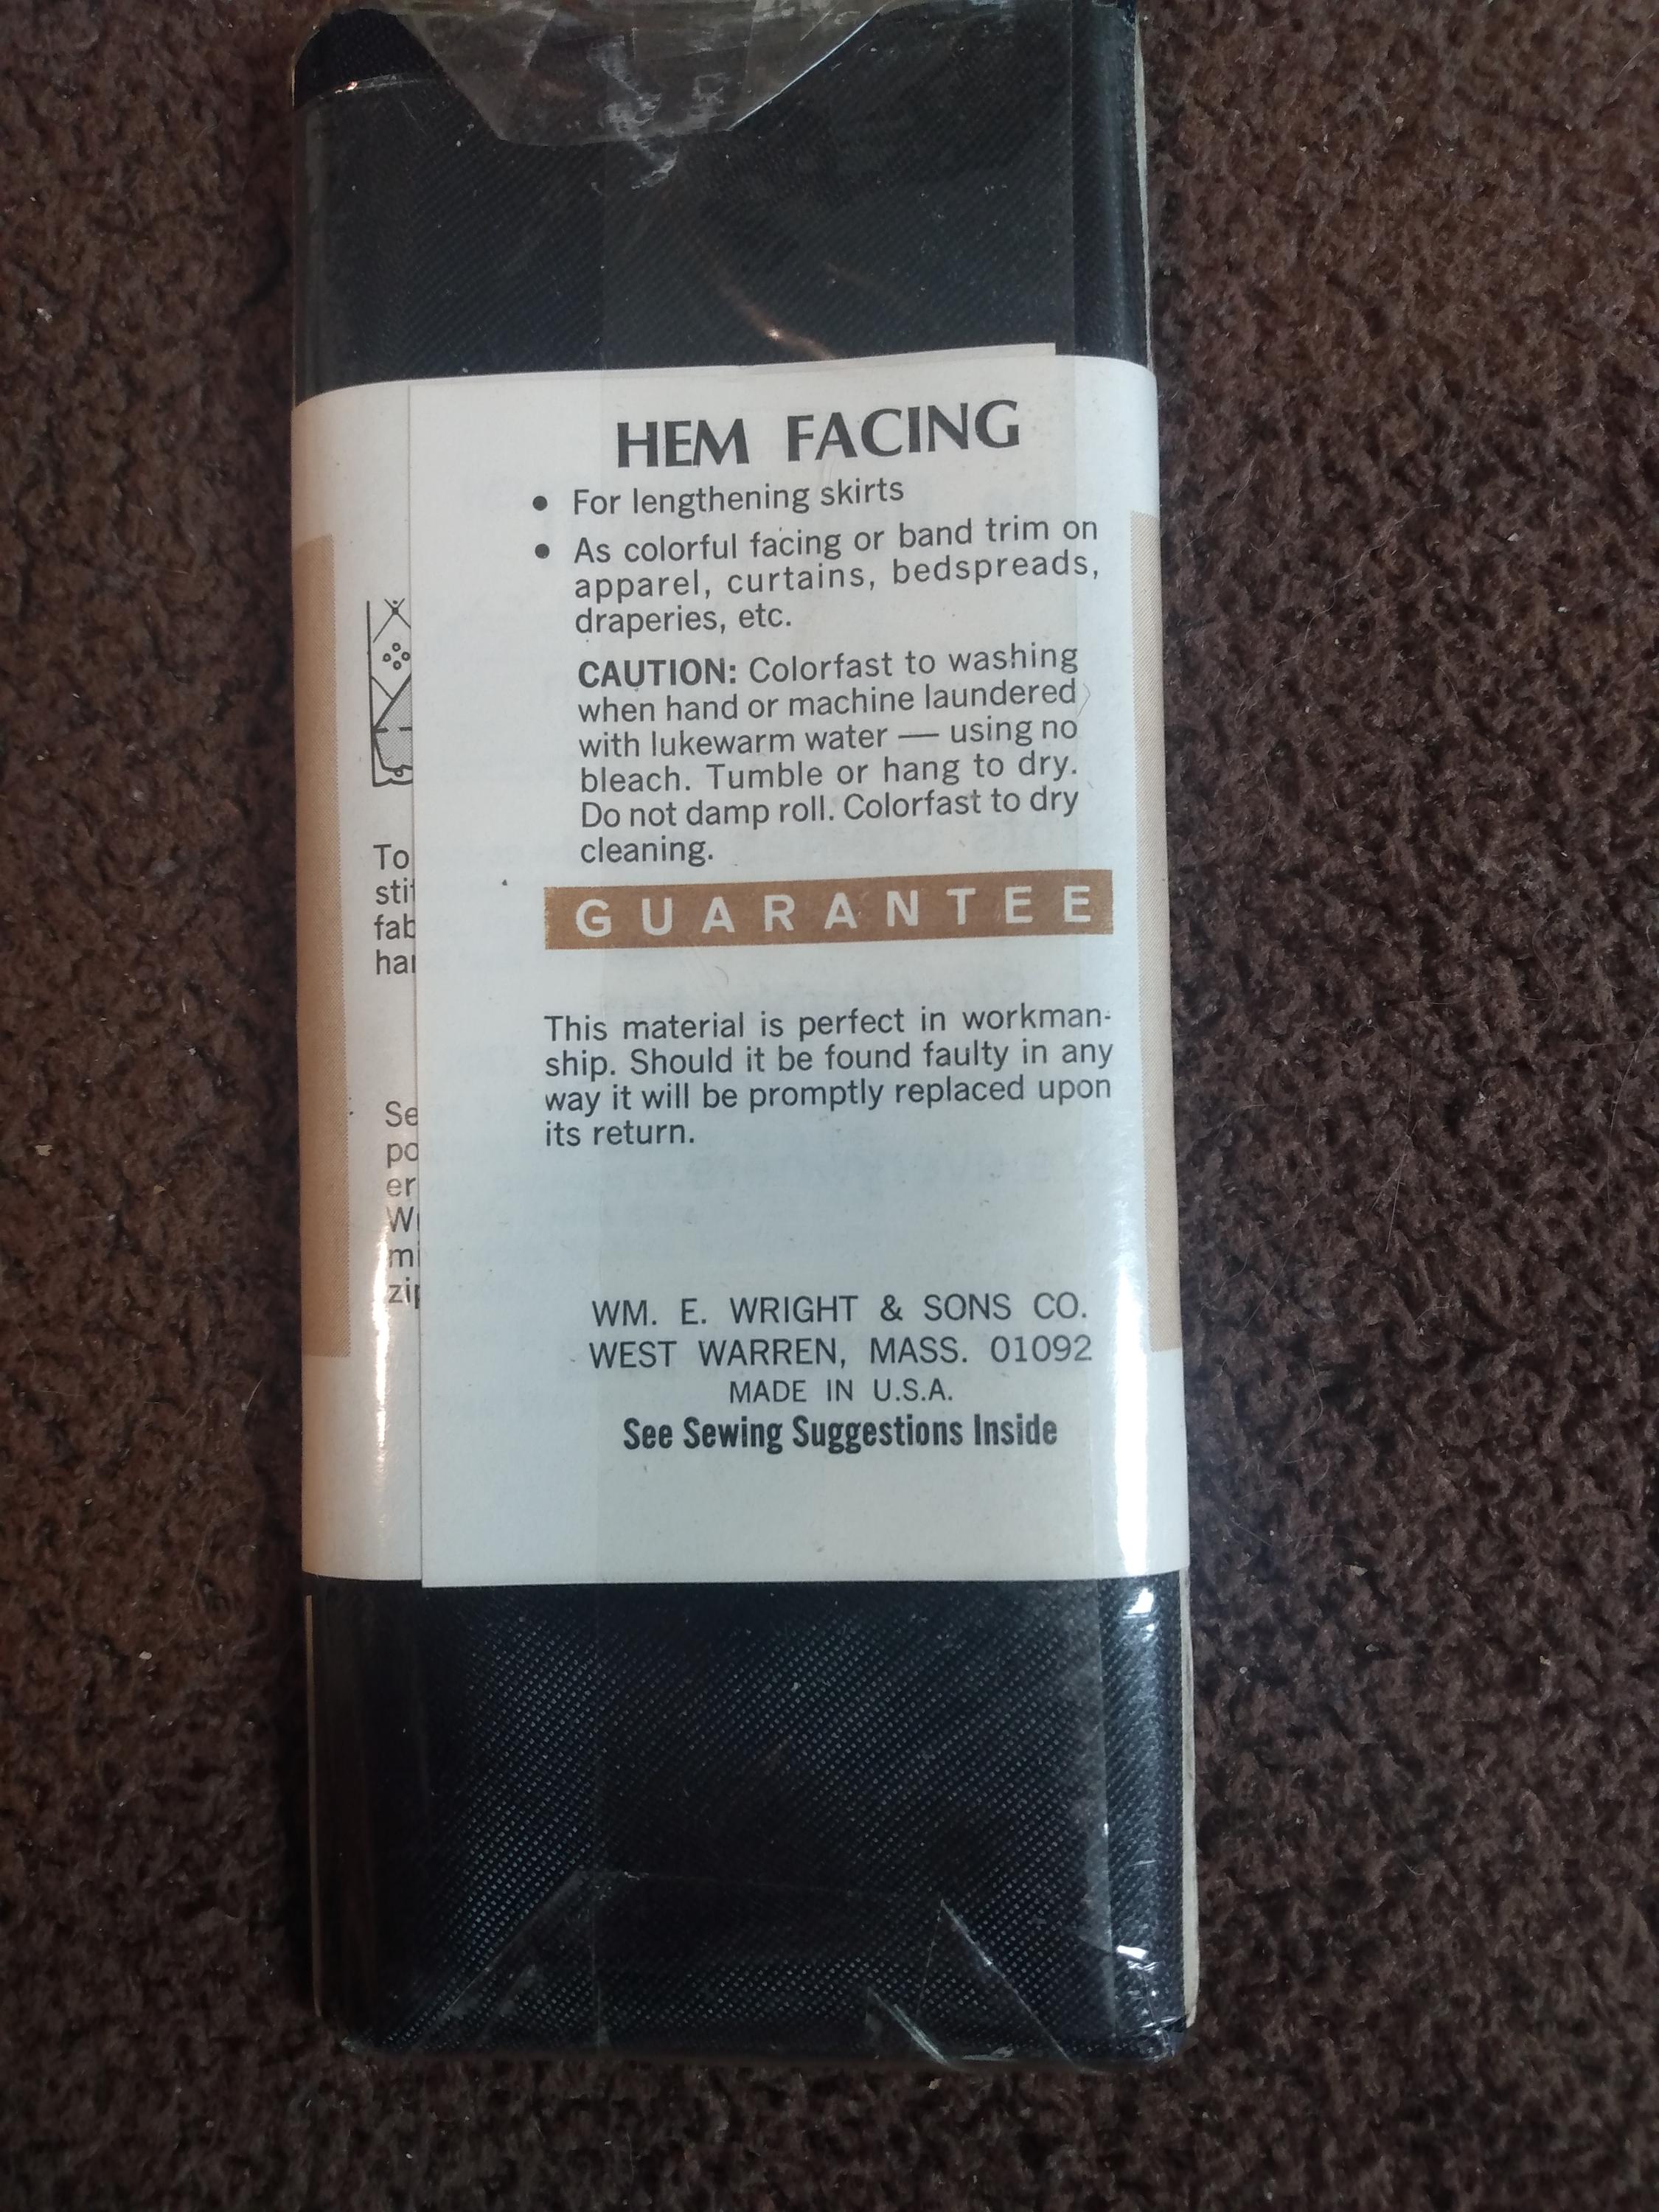 HEM FACING
• For lengthening skirts
• As colorful facing or band trim on
apparel, curtains, bedspreads,
draperies, etc.
CAUTION: Colorfast to washing
when hand or machine laundered
with lukewarm water — using no
bleach. Tumble or hang to dry.
Do not damp roll. Colorfast to dry
cleaning.
GUARANTEE
This material is perfect in workman-
ship. Should it be found faulty in any
way it will be promptly replaced upon
its return.
WM. E. WRIGHT & SONS CO.
WEST WARREN, MASS. 01092
MADE IN U.S.A.
See Sewing Suggestions Inside
To